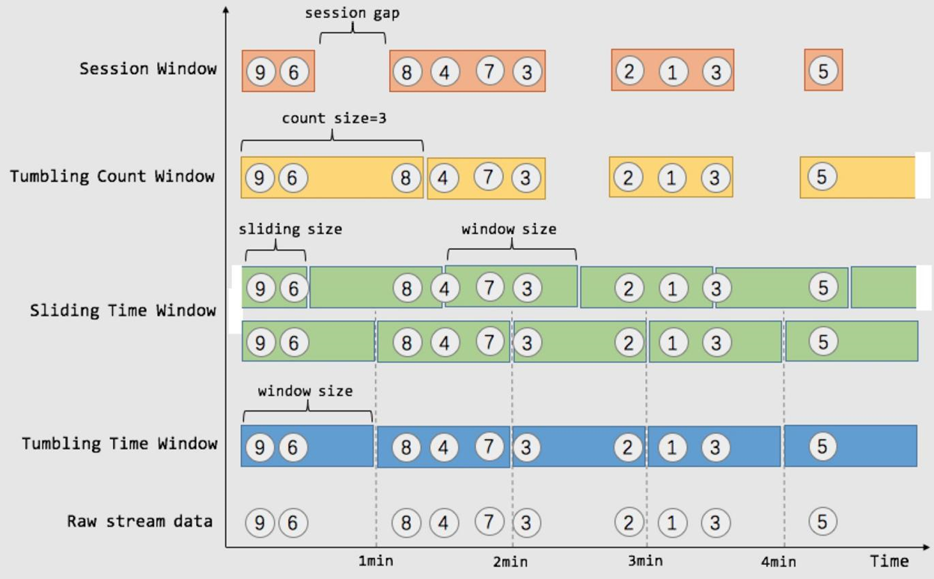 session gap
Session Window 9 6 8 4 7 3 2 1 3 5
count size=3
Tumbling Count Window 9 6 8 4 7 3 2 1 3 5
sliding size window size
9 6 8 4 7 3 2 1 3 5
Sliding Time Window
9 6 8 4 7 3 2 1 3 5
window size
Tumbling Time Window 9 6 8 4 7 3 2 1 3 5
Raw stream data 9 6 8 4 7 3 2 1 3 5
1min 2min 3min 4min Time